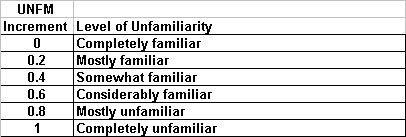 UNFM
Increment Level of Unfamiliarity
0 Completely familiar
0.2 Mostly familiar
0.4 Somewhat familiar
0.6 Considerably familiar
0.8 Mostly unfamiliar
1 Completely unfamiliar